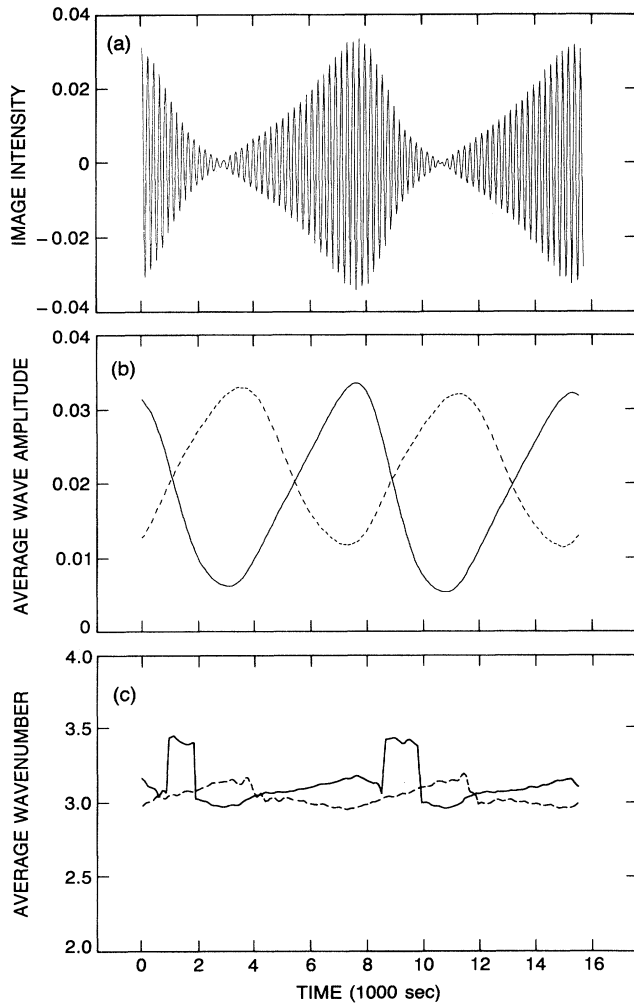 (a)
IMAGE INTENSITY
0.04
0.02
0
−0.02
−0.04
(b)
AVERAGE WAVE AMPLITUDE
0.04
0.03
0.02
0.01
0
(c)
AVERAGE WAVENUMBER
4.0
3.5
3.0
2.5
2.0
0 2 4 6 8 10 12 14 16
TIME (1000 sec)